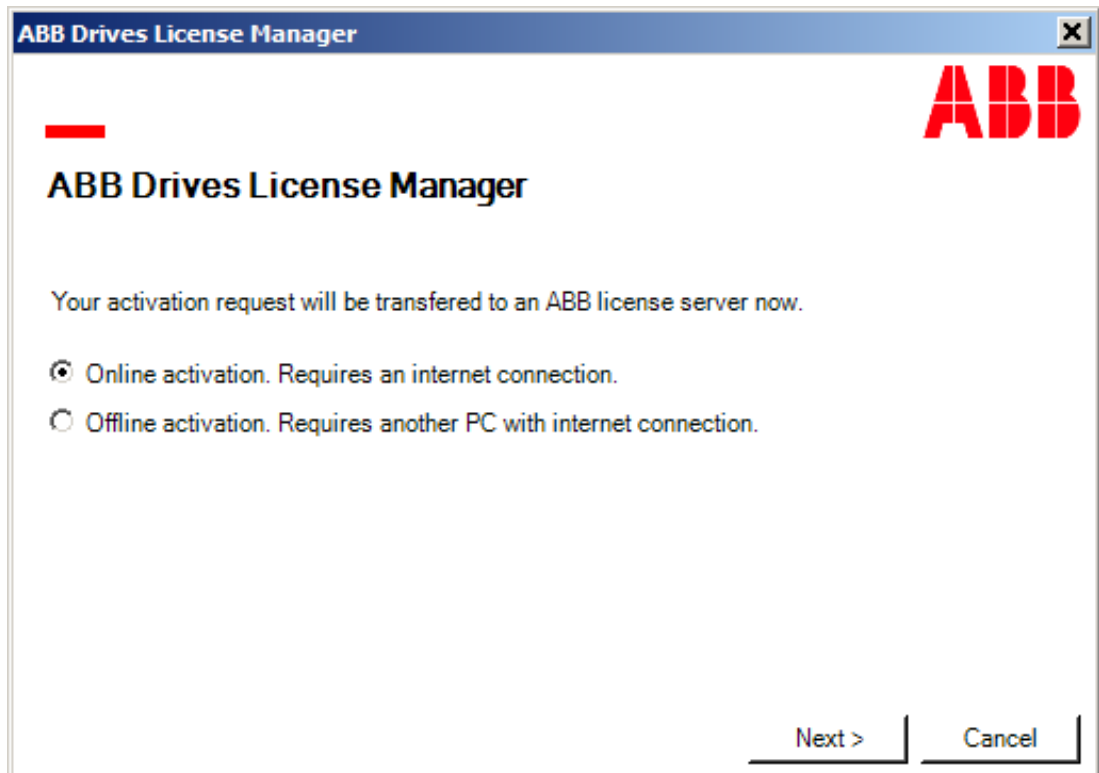 ABB Drives License Manager
ABB
ABB Drives License Manager
Your activation request will be transfered to an ABB license server now.
Online activation. Requires an internet connection.
Offline activation. Requires another PC with internet connection.
Next > Cancel